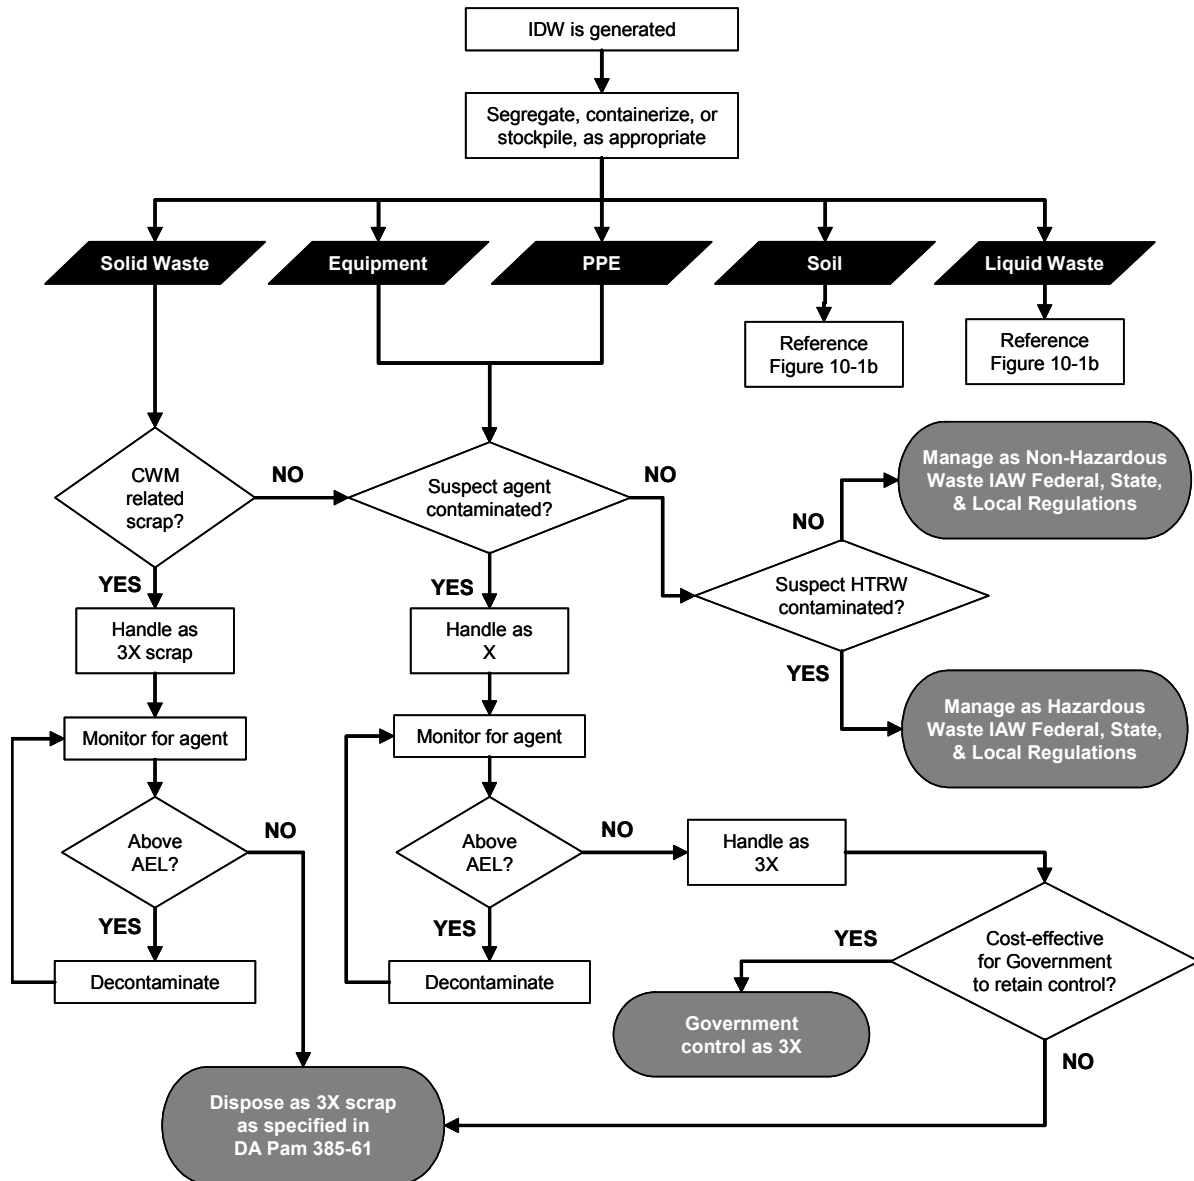 IDW is generated
Segregate, containerize, or
stockpile, as appropriate
Solid Waste
Equipment
PPE
Soil
Liquid Waste
Reference
Figure 10-1b
Reference
Figure 10-1b
CWM
related
scrap?
NO
Suspect agent
contaminated?
NO
Manage as Non-Hazardous
Waste IAW Federal, State,
& Local Regulations
NO
Suspect HTRW
contaminated?
YES
Manage as Hazardous
Waste IAW Federal, State,
& Local Regulations
YES
Handle as
3X scrap
Monitor for agent
Above
AEL?
NO
YES
Decontaminate
YES
Handle as
X
Monitor for agent
Above
AEL?
NO
YES
Decontaminate
Handle as
3X
Cost-effective
for Government
to retain control?
YES
Government
control as 3X
NO
Dispose as 3X scrap
as specified in
DA Pam 385-61